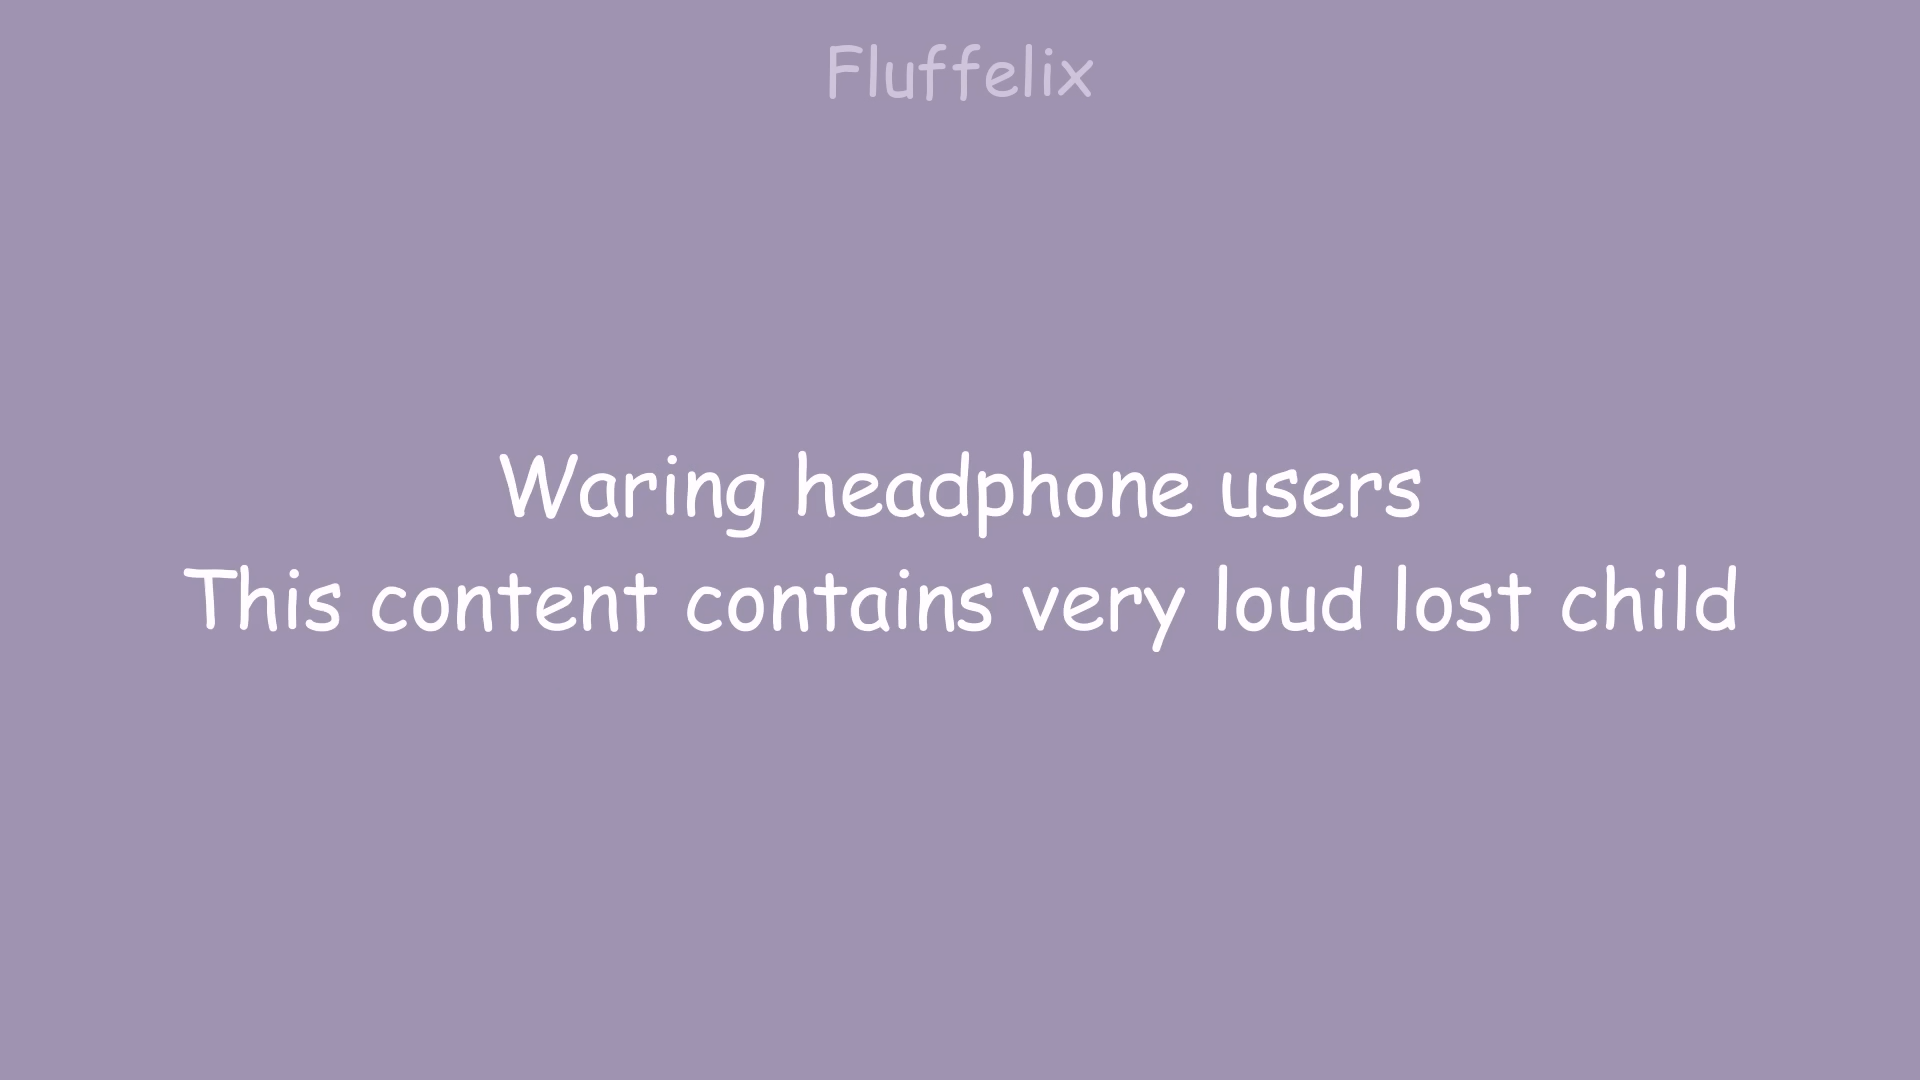 Fluffelix
Waring headphone users
This content contains very loud lost child